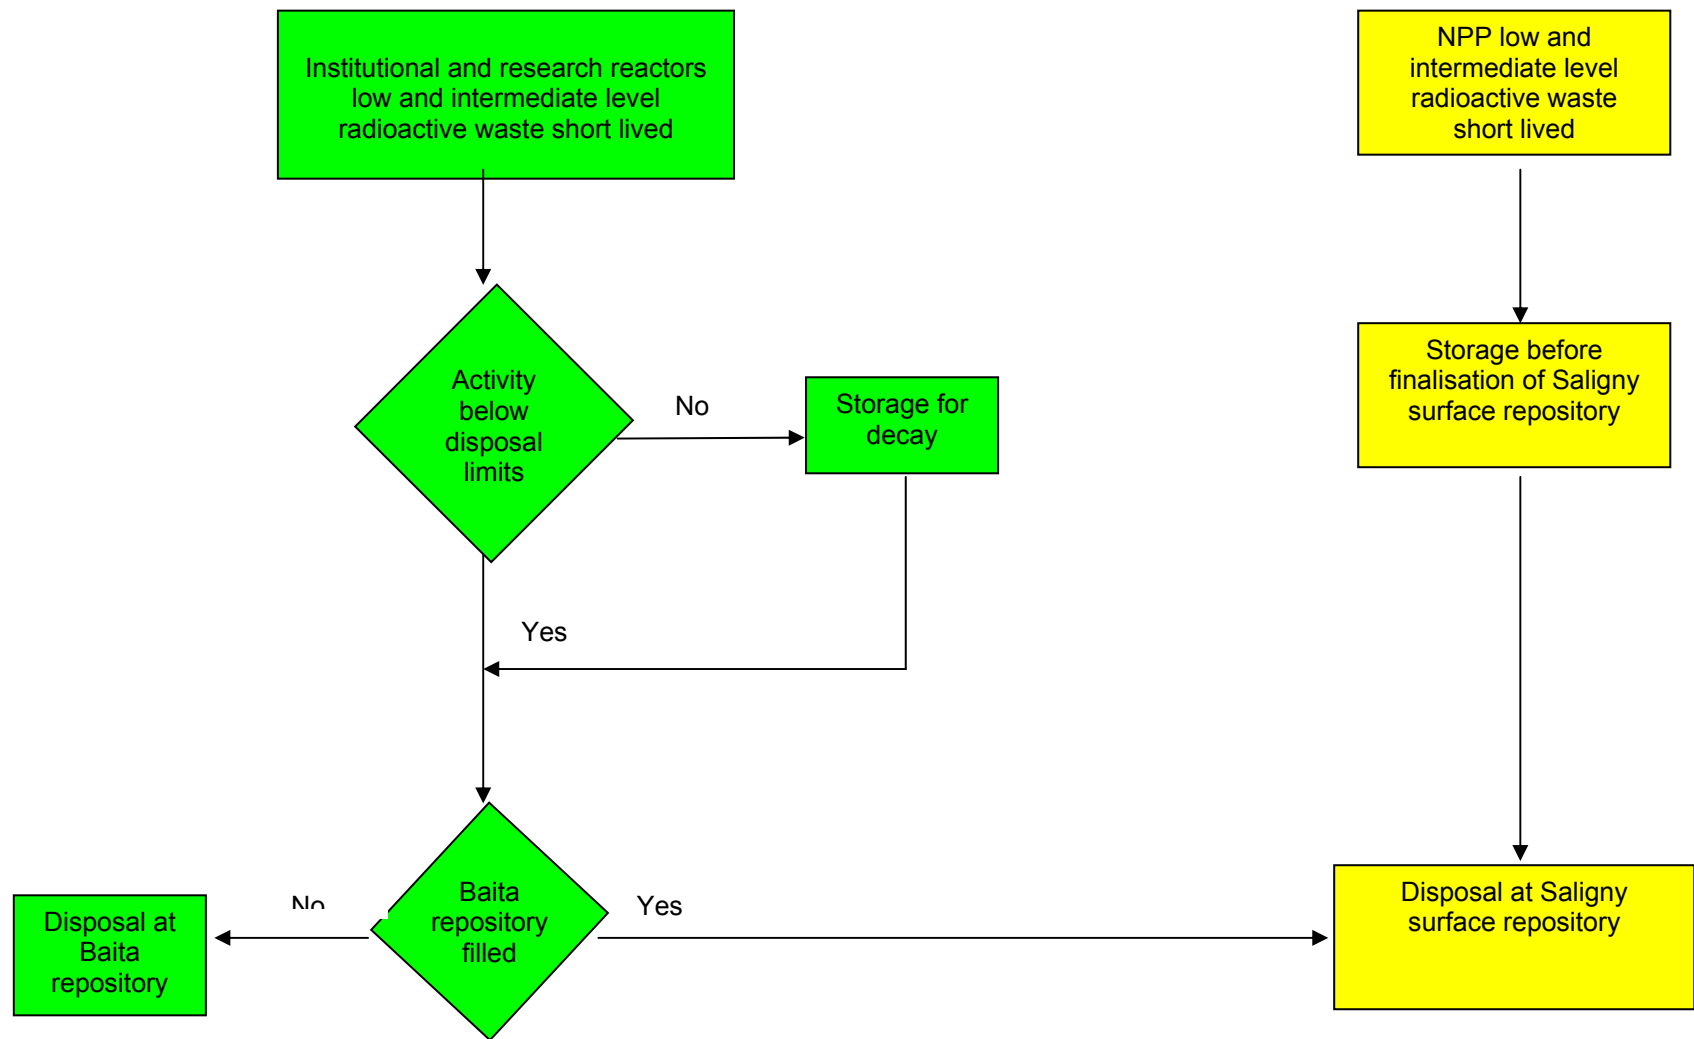 Institutional and research reactors
low and intermediate level
radioactive waste short lived
NPP low and
intermediate level
radioactive waste
short lived
Activity
below
disposal
limits
No
Storage for
decay
Storage before
finalisation of Saligny
surface repository
Yes
Disposal at
Baita
repository
No
Baita
repository
filled
Yes
Disposal at Saligny
surface repository